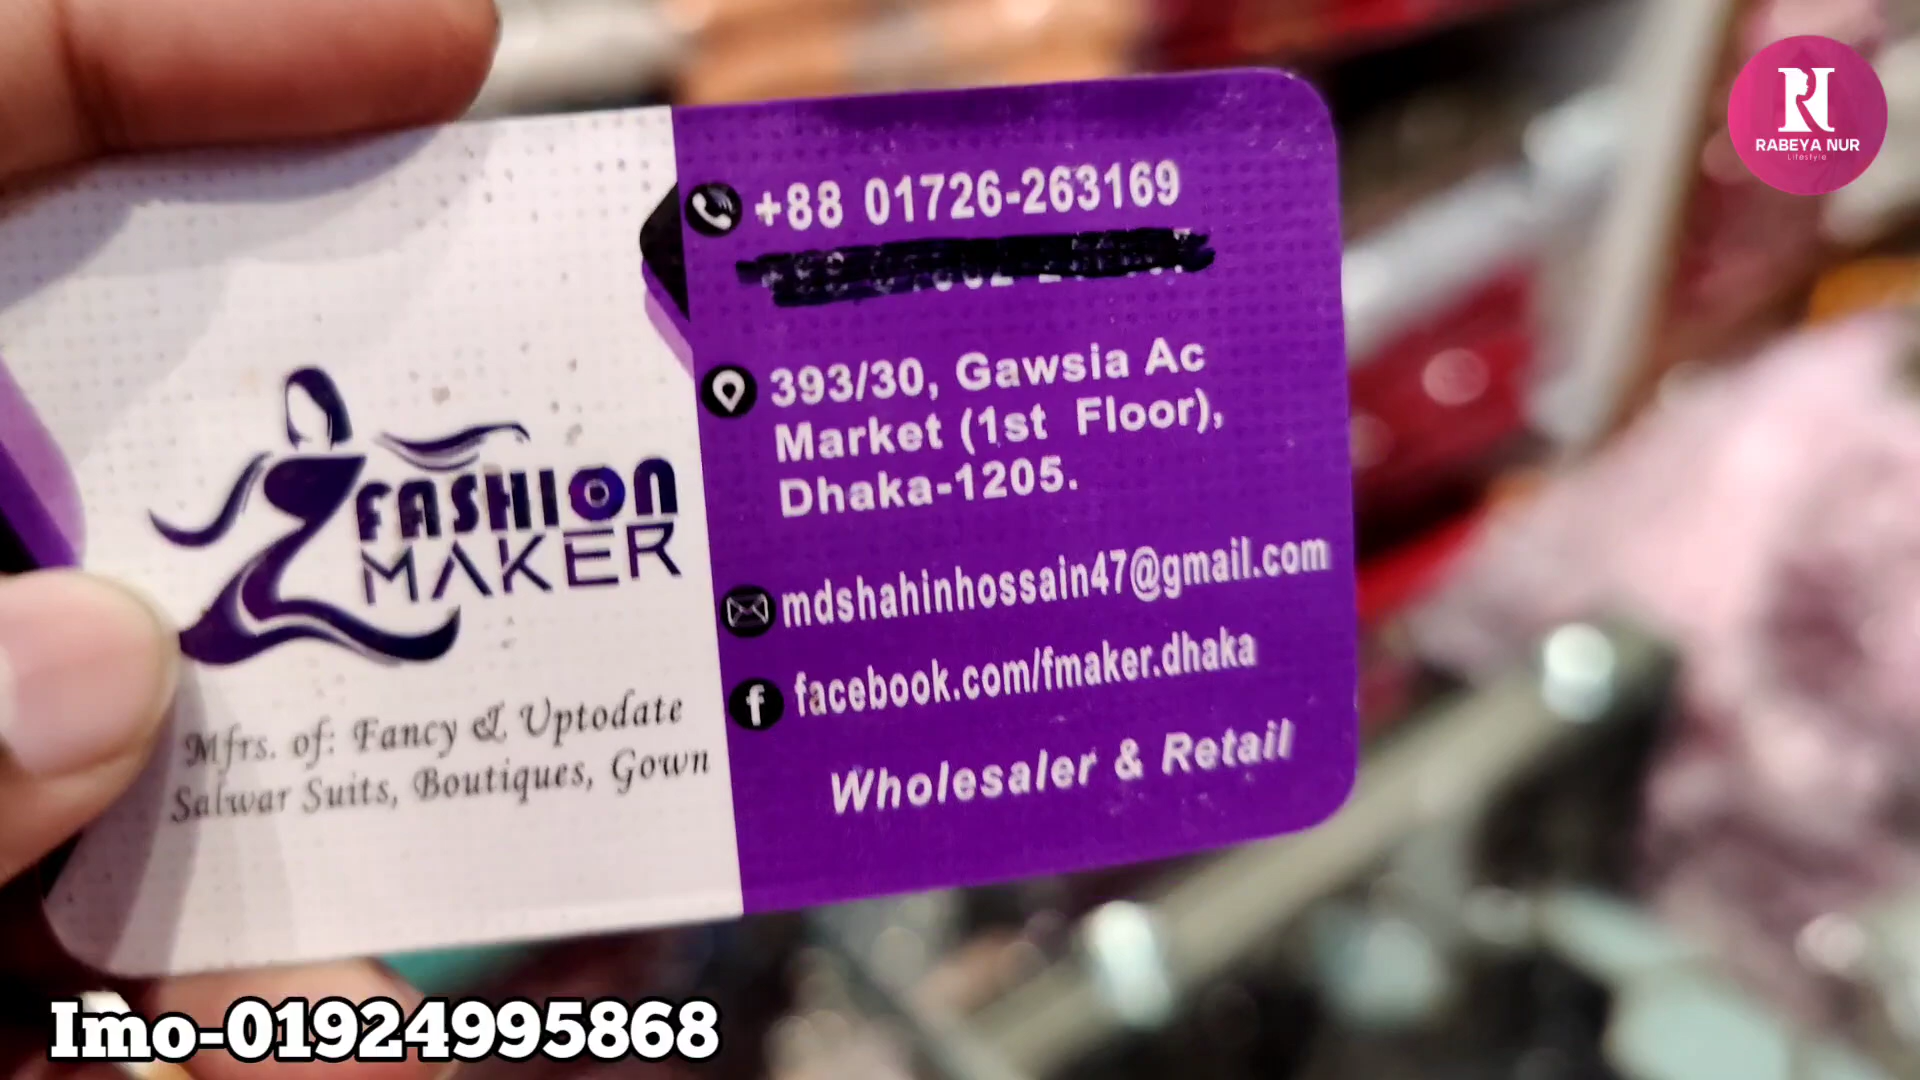 RABEYA NUR
Lifestyle
FASHION
MAKER
Mfrs. of: Fancy & Uptodate
Salwar Suits, Boutiques, Gown
+88 01726-263169
393/30, Gawsia Ac
Market (1st Floor),
Dhaka-1205.
mdshahinhossain47@gmail.com
facebook.com/fmaker.dhaka
Wholesaler & Retail
Imo-01924995868